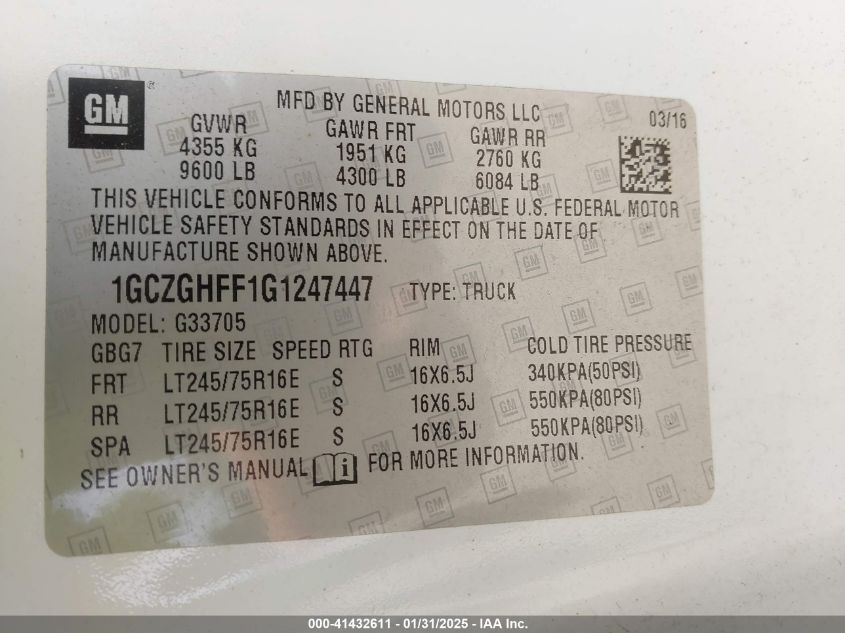 GM ®
MFD BY GENERAL MOTORS LLC 03/16
GVWR GAWR FRT GAWR RR
4355 KG 1951 KG 2760 KG
9600 LB 4300 LB 6084 LB
THIS VEHICLE CONFORMS TO ALL APPLICABLE U.S. FEDERAL MOTOR
VEHICLE SAFETY STANDARDS IN EFFECT ON THE DATE OF
MANUFACTURE SHOWN ABOVE.
1GCZGHFF1G1247447 TYPE: TRUCK
MODEL: G33705
GBG7 TIRE SIZE SPEED RTG RIM COLD TIRE PRESSURE
FRT LT245/75R16E S 16X6.5J 340KPA(50PSI)
RR LT245/75R16E S 16X6.5J 550KPA(80PSI)
SPA LT245/75R16E S 16X6.5J 550KPA(80PSI)
SEE OWNER'S MANUAL i FOR MORE INFORMATION.
000-41432611 - 01/31/2025 - IAA Inc.